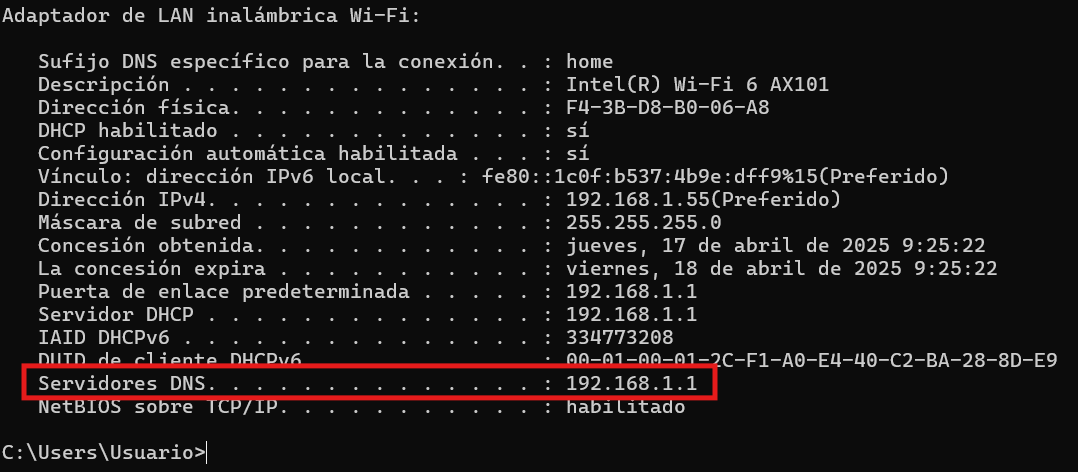 Adaptador de LAN inalámbrica Wi-Fi:
Sufijo DNS específico para la conexión. . : home
Descripción . . . . . . . . . . . . . . . : Intel(R) Wi-Fi 6 AX101
Dirección física. . . . . . . . . . . . . : F4-3B-D8-B0-06-A8
DHCP habilitado . . . . . . . . . . . . . : sí
Configuración automática habilitada . . . : sí
Vínculo: dirección IPv6 local. . . : fe80::1c0f:b537:4b9e:dff9%15(Preferido)
Dirección IPv4. . . . . . . . . . . . . . : 192.168.1.55(Preferido)
Máscara de subred . . . . . . . . . . . . : 255.255.255.0
Concesión obtenida. . . . . . . . . . . . : jueves, 17 de abril de 2025 9:25:22
La concesión expira . . . . . . . . . . . : viernes, 18 de abril de 2025 9:25:22
Puerta de enlace predeterminada . . . . . : 192.168.1.1
Servidor DHCP . . . . . . . . . . . . . . : 192.168.1.1
IAID DHCPv6 . . . . . . . . . . . . . . . : 334773208
DUID de cliente DHCPv6. . . . . . . . . . : 00-01-00-01-2C-F1-A0-E4-40-C2-BA-28-8D-E9
Servidores DNS. . . . . . . . . . . . . . : 192.168.1.1
NetBIOS sobre TCP/IP. . . . . . . . . . . : habilitado
C:\Users\Usuario>